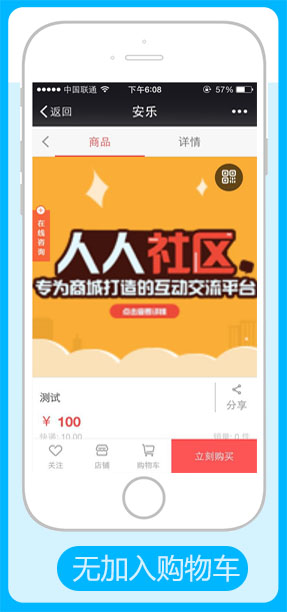 中国联通 下午6:08 57%
返回 安乐
商品 详情
在线咨询
人人社区
专为商城打造的互动交流平台
点击查看详情
测试
分享
¥ 100
快递: 10.00 销量: 0 件
关注 店铺 购物车 立刻购买
无加入购物车